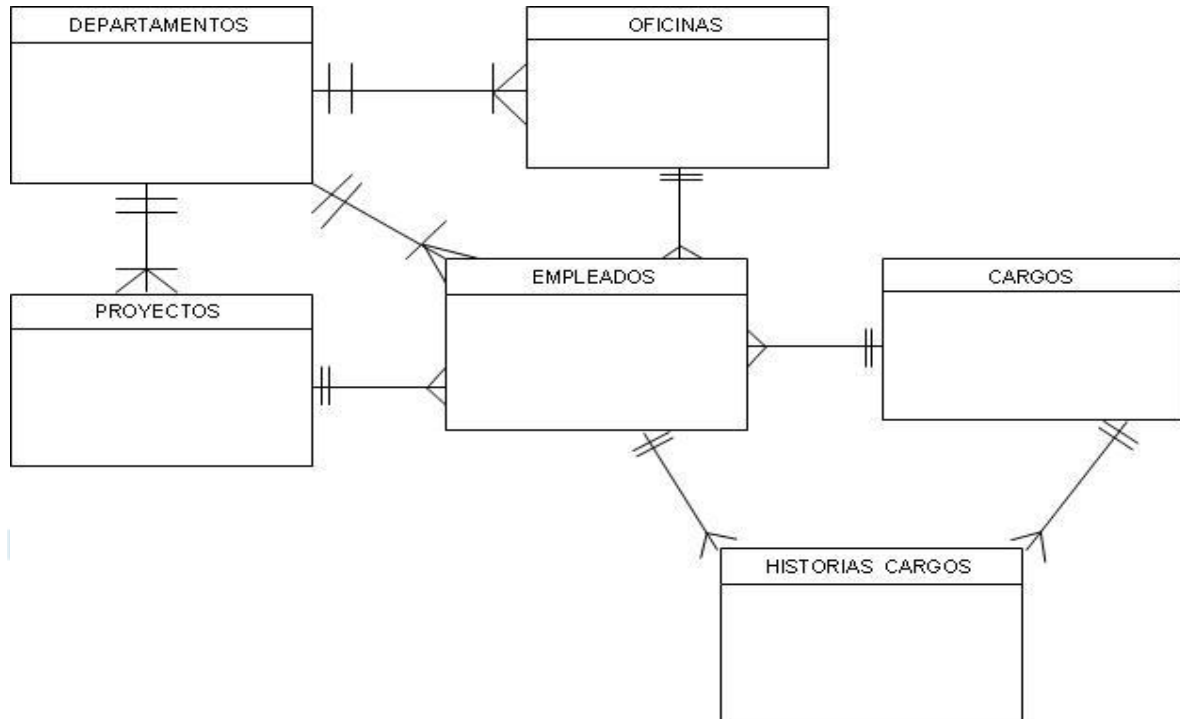 DEPARTAMENTOS
OFICINAS
EMPLEADOS
CARGOS
PROYECTOS
HISTORIAS CARGOS